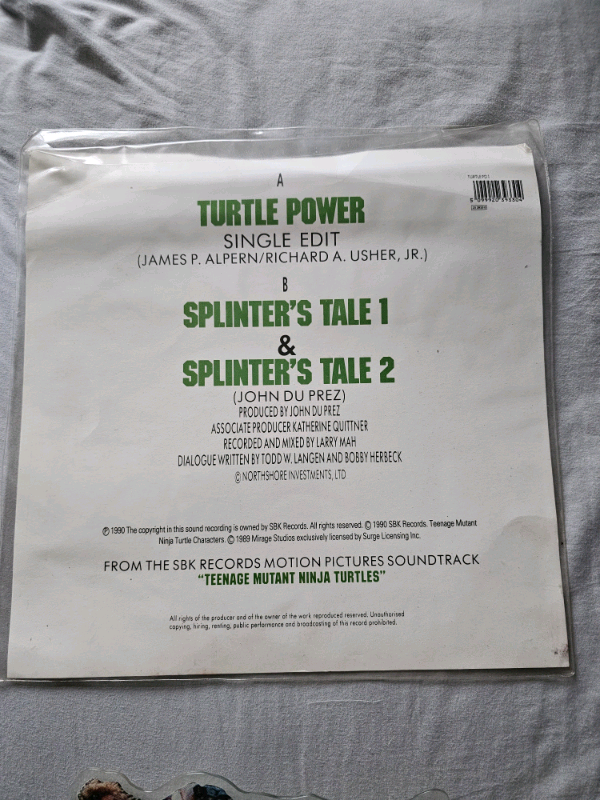 A
TURTLE POWER
SINGLE EDIT
(JAMES P. ALPERN/RICHARD A. USHER, JR.)
B
SPLINTER'S TALE 1
&
SPLINTER'S TALE 2
(JOHN DU PREZ)
PRODUCED BY JOHN DU PREZ
ASSOCIATE PRODUCER KATHERINE QUITTNER
RECORDED AND MIXED BY LARRY MAH
DIALOGUE WRITTEN BY TODD W. LANGEN AND BOBBY HERBECK
© NORTHSHORE INVESTMENTS, LTD
℗ 1990 The copyright in this sound recording is owned by SBK Records. All rights reserved. © 1990 SBK Records. Teenage Mutant
Ninja Turtle Characters. © 1989 Mirage Studios exclusively licensed by Surge Licensing Inc.
FROM THE SBK RECORDS MOTION PICTURES SOUNDTRACK
"TEENAGE MUTANT NINJA TURTLES"
All rights of the producer and of the owner of the work reproduced reserved. Unauthorised
copying, hiring, renting, public performance and broadcasting of this record prohibited.